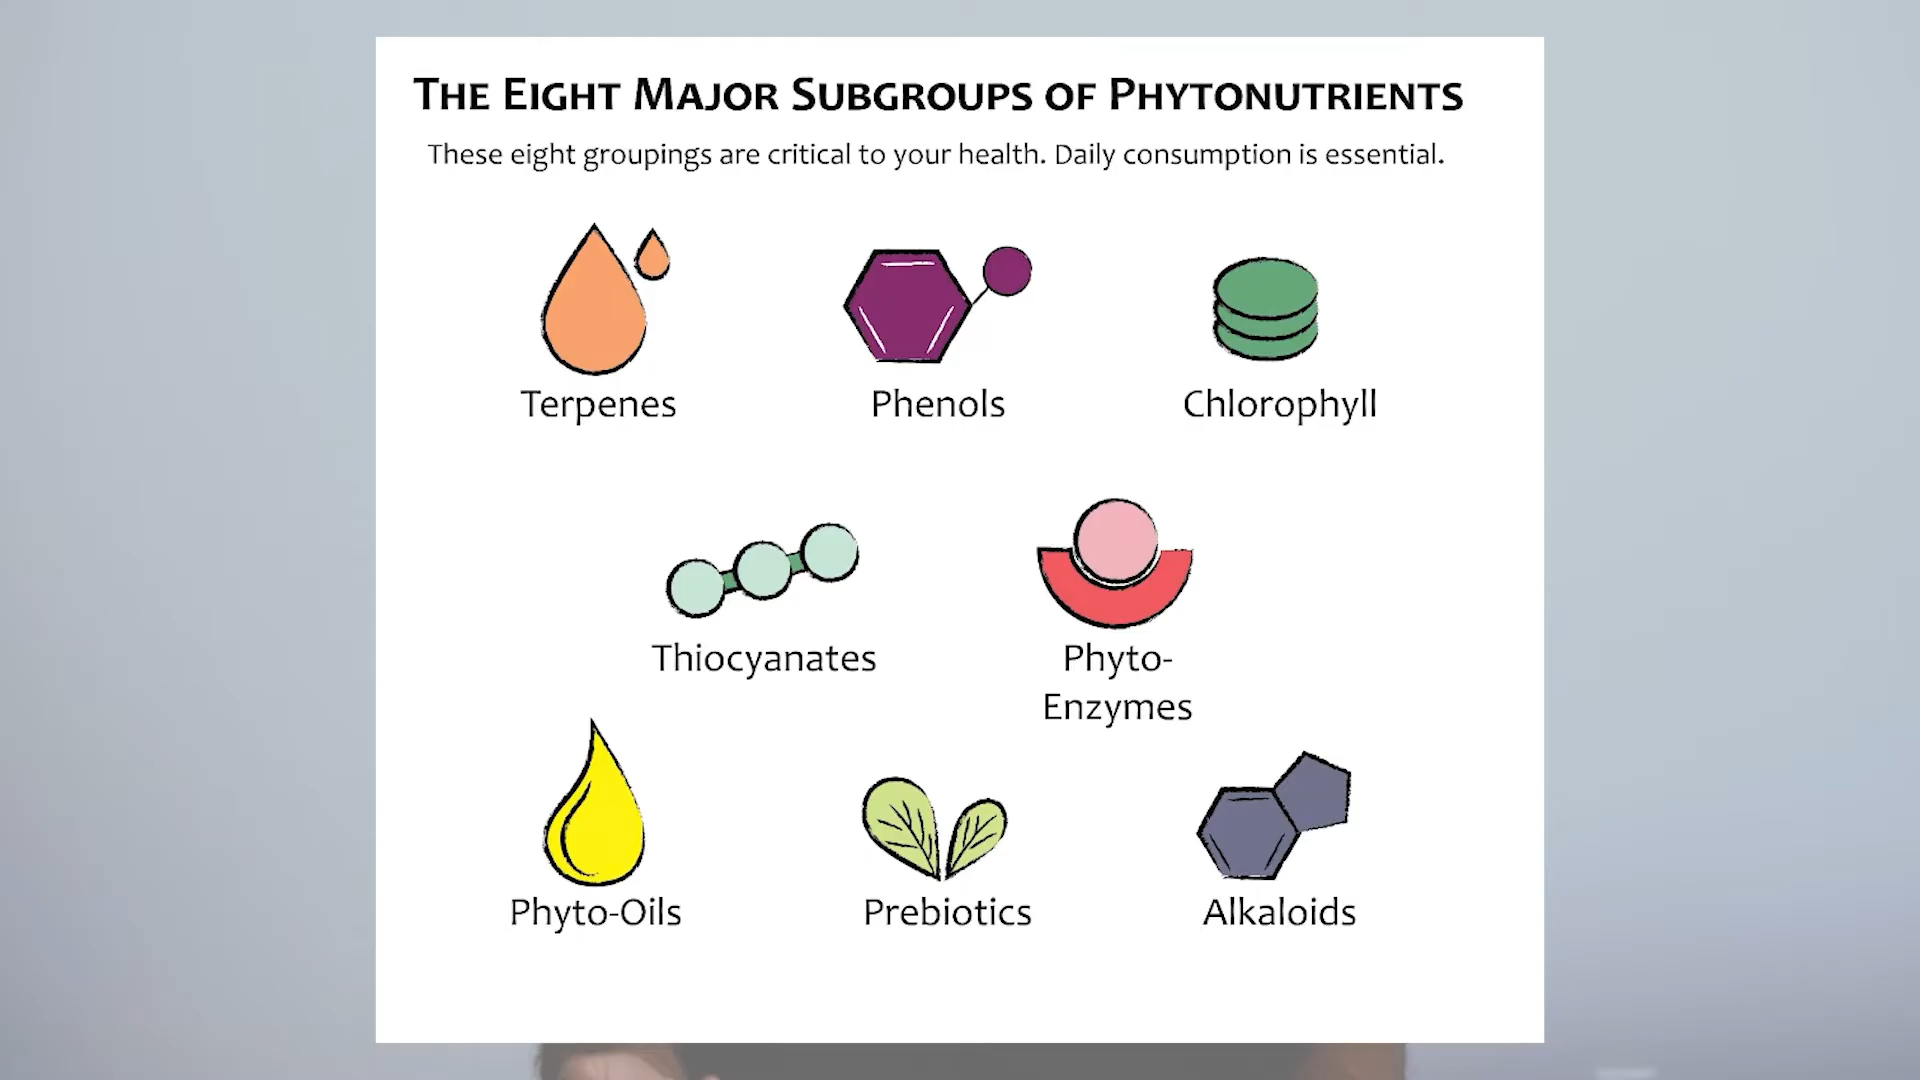 The Eight Major Subgroups of Phytonutrients
These eight groupings are critical to your health. Daily consumption is essential.
Terpenes
Phenols
Chlorophyll
Thiocyanates
Phyto-
Enzymes
Phyto-Oils
Prebiotics
Alkaloids